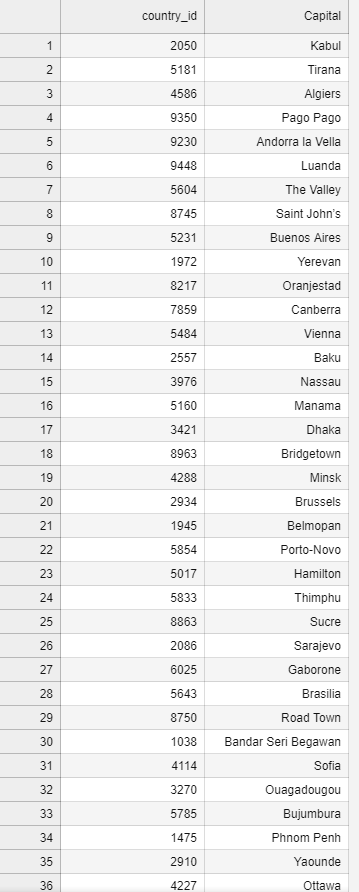 country_id Capital
1 2050 Kabul
2 5181 Tirana
3 4586 Algiers
4 9350 Pago Pago
5 9230 Andorra la Vella
6 9448 Luanda
7 5604 The Valley
8 8745 Saint John's
9 5231 Buenos Aires
10 1972 Yerevan
11 8217 Oranjestad
12 7859 Canberra
13 5484 Vienna
14 2557 Baku
15 3976 Nassau
16 5160 Manama
17 3421 Dhaka
18 8963 Bridgetown
19 4288 Minsk
20 2934 Brussels
21 1945 Belmopan
22 5854 Porto-Novo
23 5017 Hamilton
24 5833 Thimphu
25 8863 Sucre
26 2086 Sarajevo
27 6025 Gaborone
28 5643 Brasilia
29 8750 Road Town
30 1038 Bandar Seri Begawan
31 4114 Sofia
32 3270 Ouagadougou
33 5785 Bujumbura
34 1475 Phnom Penh
35 2910 Yaounde
36 4227 Ottawa